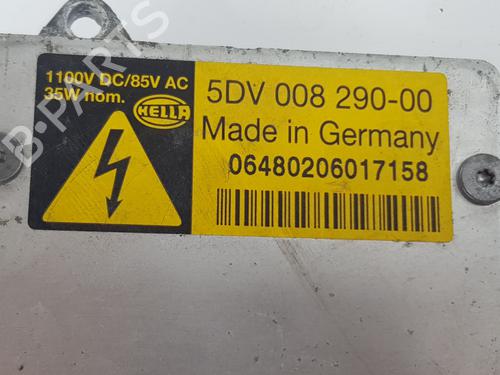 1100V DC/85V AC
35W nom.
HELLA
5DV 008 290-00
Made in Germany
06480206017158
B-PARTS